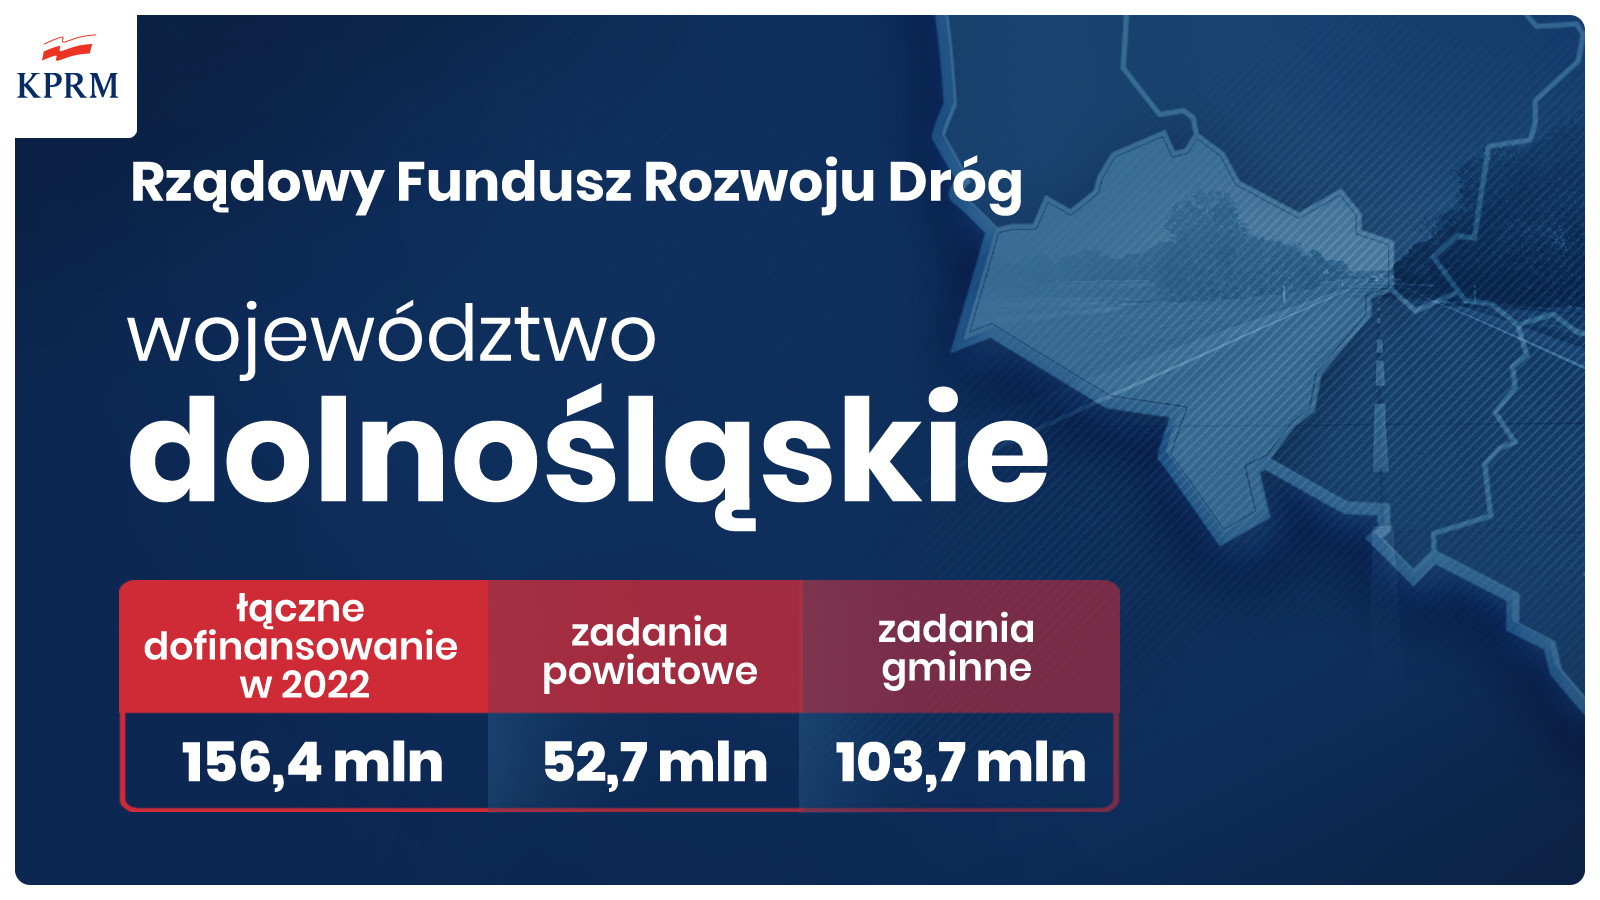 KPRM
Rządowy Fundusz Rozwoju Dróg
województwo
dolnośląskie
łączne
dofinansowanie
w 2022
zadania
powiatowe
zadania
gminne
156,4 mln
52,7 mln
103,7 mln